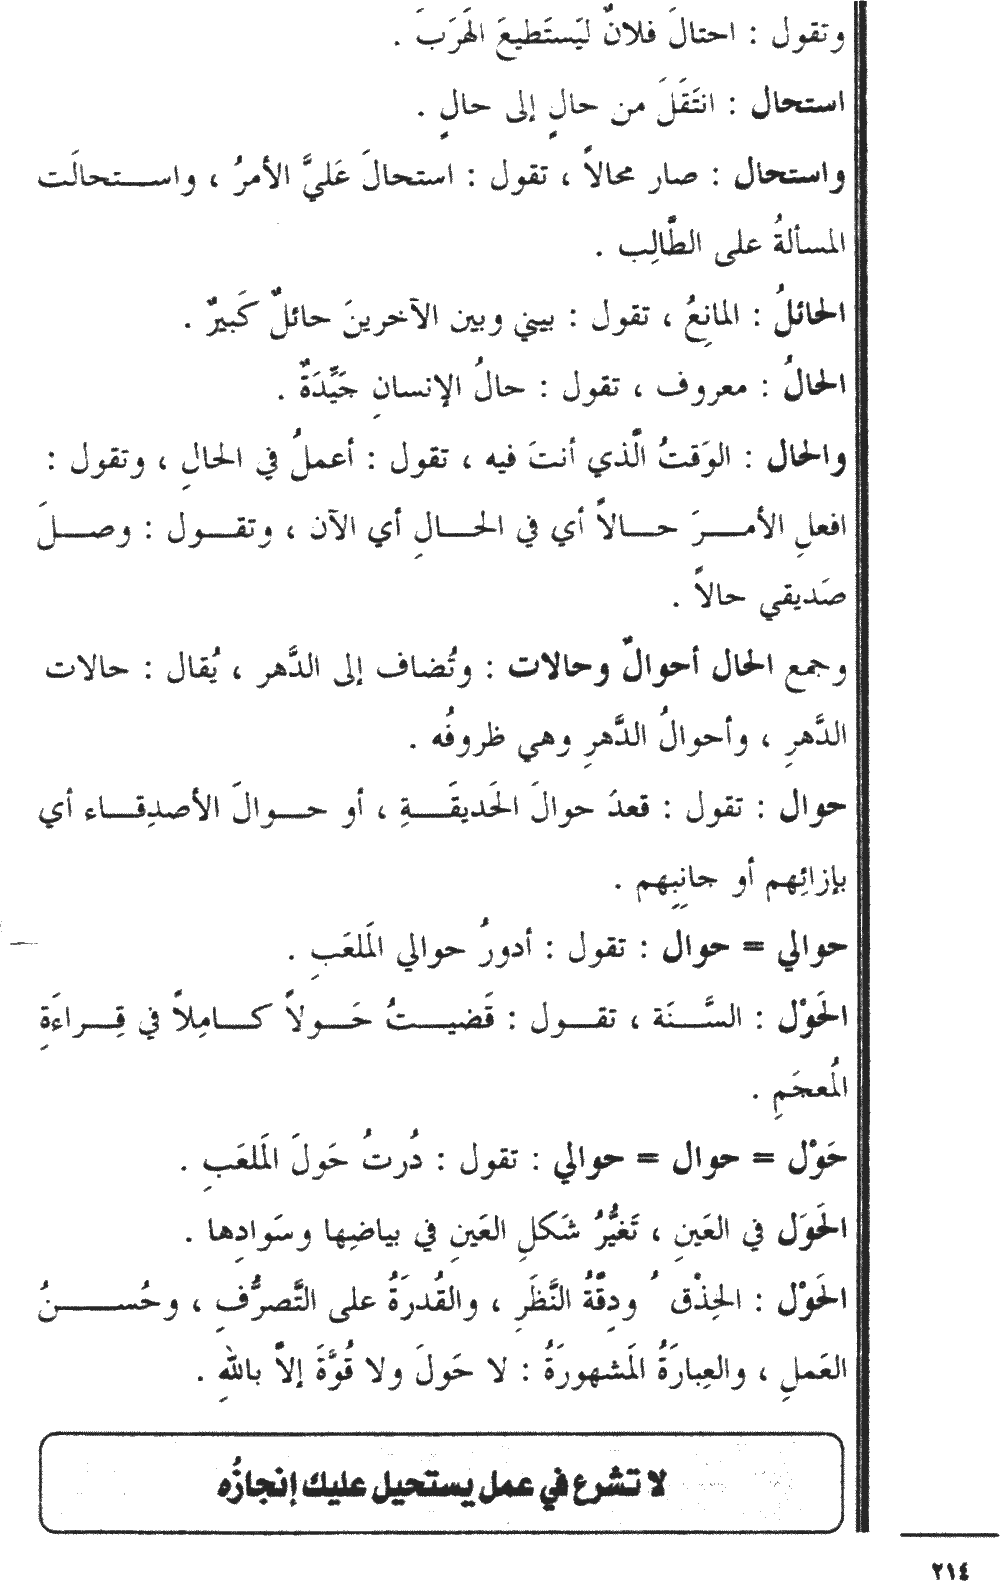 وتقول : احتالَ فلانٌ ليَستَطيعَ الهَرَبَ .
استحال : انتَقَلَ من حالٍ إلى حالٍ .
واستحال : صار محالاً ، تقول : استحالَ عَليَّ الأمرُ ، واستحالَت
المسألةُ على الطَّالِب .
الحائلُ : المانِعُ ، تقول : بيني وبين الآخرينَ حائلٌ كَبيرٌ .
الحالُ : معروف ، تقول : حالُ الإنسانِ جَيِّدَةٌ .
والحال : الوَقتُ الَّذي أنتَ فيه ، تقول : أعملُ في الحالِ ، وتقول :
افعلِ الأمرَ حالاً أي في الحالِ أي الآن ، وتقول : وصلَ
صَديقي حالاً .
وجمع الحال أحوالٌ وحالات : وتُضاف إلى الدَّهر ، يُقال : حالات
الدَّهرِ ، وأحوالُ الدَّهرِ وهي ظروفُه .
حوال : تقول : قعدَ حوالَ الحَديقَةِ ، أو حوالَ الأصدِقاء أي
بإزائِهم أو جانِبِهم .
حوالي = حوال : تقول : أدورُ حوالي المَلعَبِ .
الحَوْل : السَّنَة ، تقول : قَضيتُ حَولاً كامِلاً في قِراءَةِ
المُعجَمِ .
حَوْل = حوال = حوالي : تقول : دُرتُ حَولَ المَلعَبِ .
الحَوَل في العَينِ ، تَغيُّرُ شَكلِ العَينِ في بياضِها وسَوادِها .
الحَوْل : الحِذْق ُ ودِقَّةُ النَّظَرِ ، والقُدرَةُ على التَّصرُّفِ ، وحُسنُ
العَملِ ، والعِبارَةُ المَشهورَةُ : لا حَولَ ولا قُوَّةَ إلاَّ باللهِ .
لا تشرع في عمل يستحيل عليك إنجازُه
٢١٤